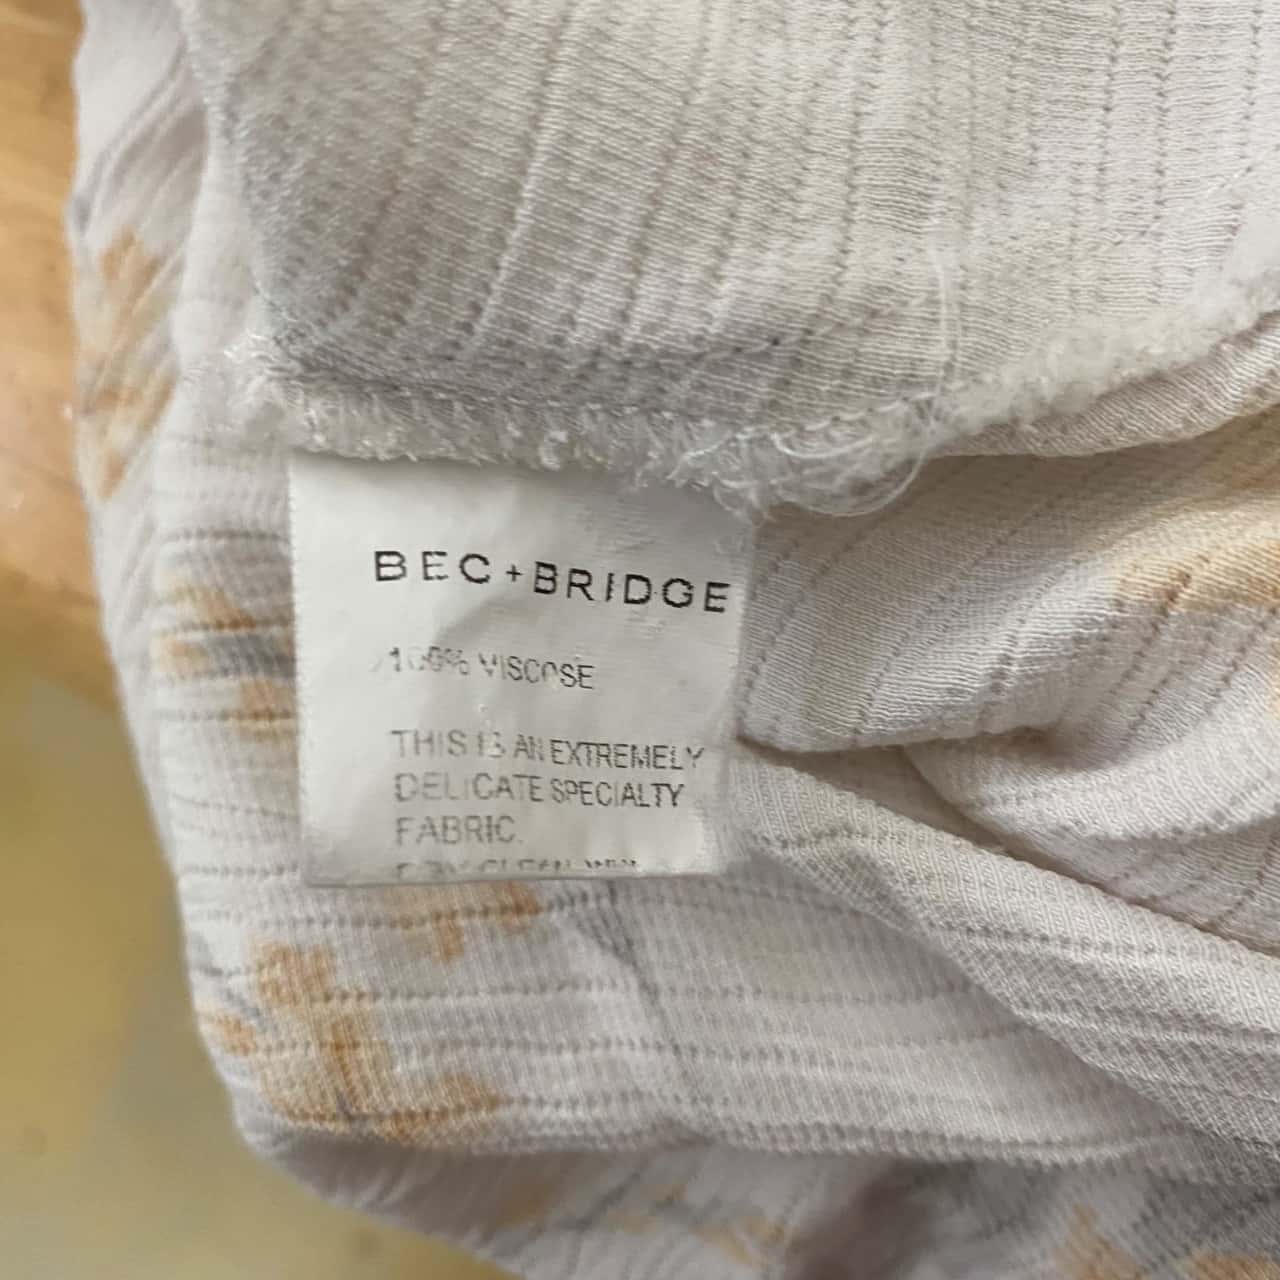 BEC+BRIDGE
100% VISCOSE
THIS IS AN EXTREMELY
DELICATE SPECIALTY
FABRIC.